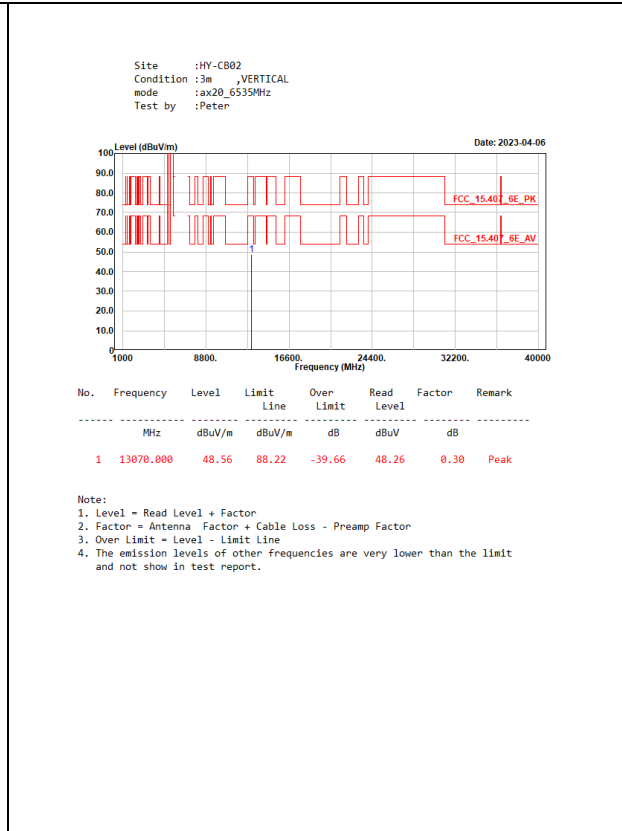 Site :HY-CB02
Condition :3m ,VERTICAL
mode :ax20_6535MHz
Test by :Peter
Level (dBuV/m)
Date: 2023-04-06
100
90.0
80.0
70.0
60.0
50.0
40.0
30.0
20.0
10.0
0
FCC_15.407_6E_PK
FCC_15.407_6E_AV
1
1000 8800. 16600. 24400. 32200. 40000
Frequency (MHz)
No. Frequency Level Limit Over Read Factor Remark
Line Limit Level
------ ----------- -------- --------- -------- -------- -------- ---------
MHz dBuV/m dBuV/m dB dBuV dB
1 13070.000 48.56 88.22 -39.66 48.26 0.30 Peak
Note:
1. Level = Read Level + Factor
2. Factor = Antenna Factor + Cable Loss - Preamp Factor
3. Over Limit = Level - Limit Line
4. The emission levels of other frequencies are very lower than the limit
and not show in test report.